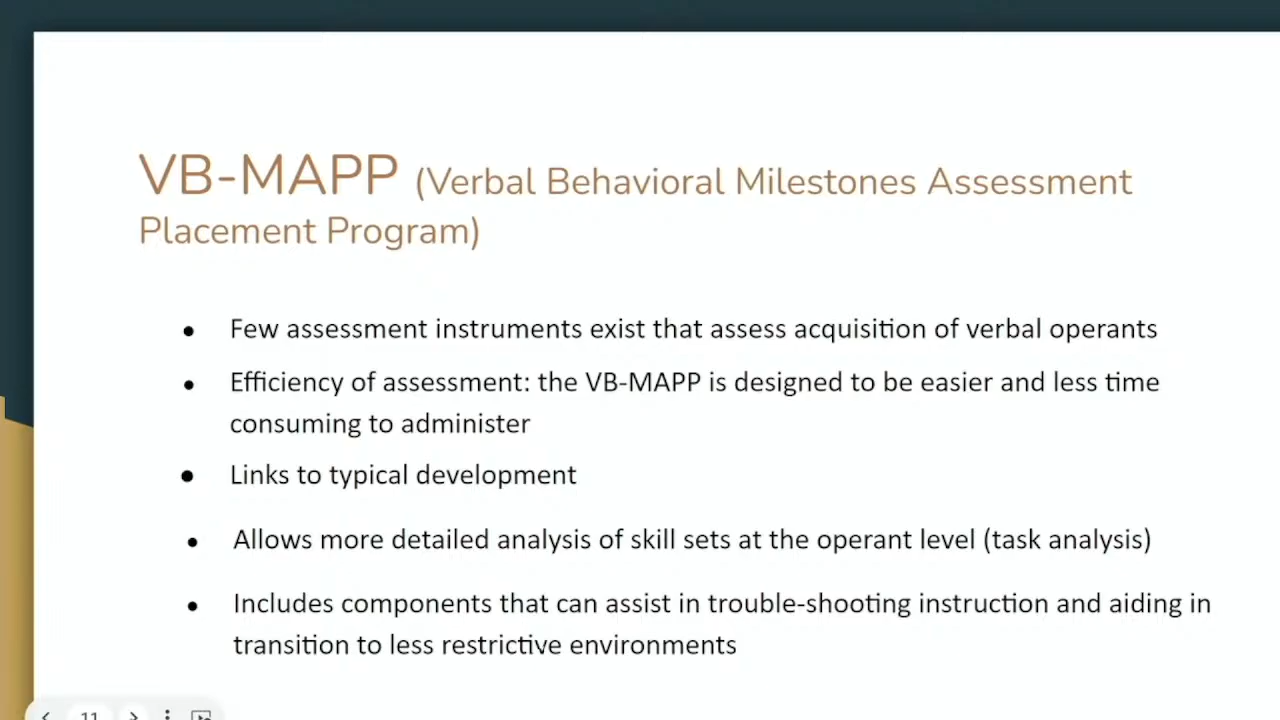 VB-MAPP (Verbal Behavioral Milestones Assessment
Placement Program)
● Few assessment instruments exist that assess acquisition of verbal operants
● Efficiency of assessment: the VB-MAPP is designed to be easier and less time
consuming to administer
● Links to typical development
● Allows more detailed analysis of skill sets at the operant level (task analysis)
● Includes components that can assist in trouble-shooting instruction and aiding in
transition to less restrictive environments
11